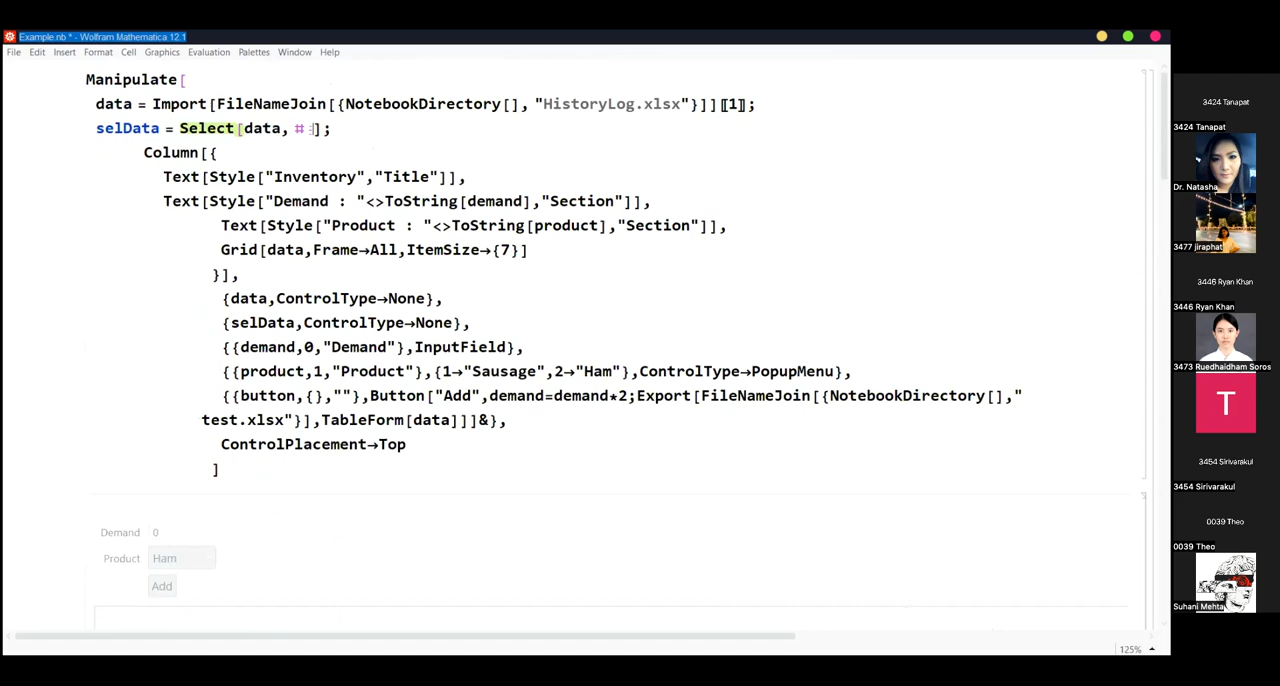 Example.nb * - Wolfram Mathematica 12.1
File Edit Insert Format Cell Graphics Evaluation Palettes Window Help
Manipulate[
data = Import[FileNameJoin[{NotebookDirectory[], "HistoryLog.xlsx"}]][[1]];
selData = Select[data, # ];
Column[{
Text[Style["Inventory","Title"]],
Text[Style["Demand : "<>ToString[demand],"Section"]],
Text[Style["Product : "<>ToString[product],"Section"]],
Grid[data,Frame→All,ItemSize→{7}]
}],
{data,ControlType→None},
{selData,ControlType→None},
{{demand,0,"Demand"},InputField},
{{product,1,"Product"},{1→"Sausage",2→"Ham"},ControlType→PopupMenu},
{{button,{},""},Button["Add",demand=demand*2;Export[FileNameJoin[{NotebookDirectory[],"
test.xlsx"}],TableForm[data]]]&},
ControlPlacement→Top
]
Demand 0
Product Ham
Add
125%
3424 Tanapat
3424 Tanapat
Dr. Natasha
3477 jiraphat
3446 Ryan Khan
3446 Ryan Khan
3473 Ruedhaidham Soros
T
3454 Sirivarakul
3454 Sirivarakul
0039 Theo
0039 Theo
Suhani Mehta